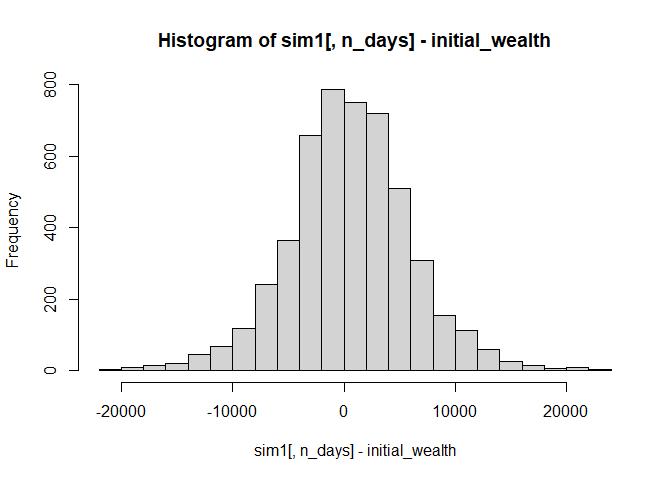 Histogram of sim1[, n_days] - initial_wealth
Frequency
800
600
400
200
0
-20000 -10000 0 10000 20000
sim1[, n_days] - initial_wealth